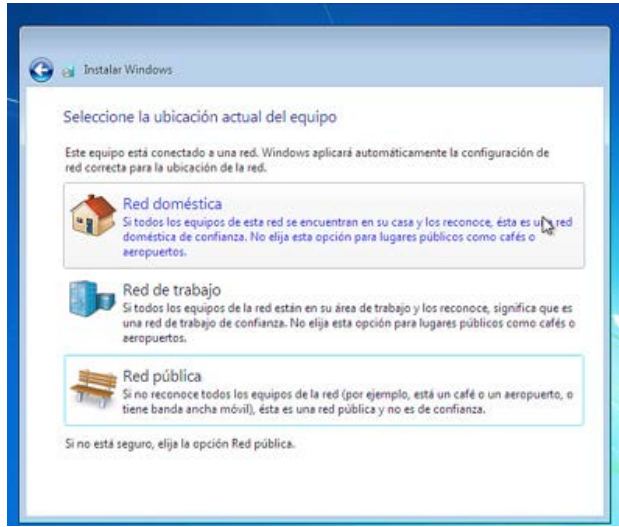 Instalar Windows
Seleccione la ubicación actual del equipo
Este equipo está conectado a una red. Windows aplicará automáticamente la configuración de
red correcta para la ubicación de la red.
Red doméstica
Si todos los equipos de esta red se encuentran en su casa y los reconoce, ésta es una red
doméstica de confianza. No elija esta opción para lugares públicos como cafés o
aeropuertos.
Red de trabajo
Si todos los equipos de la red están en su área de trabajo y los reconoce, significa que es
una red de trabajo de confianza. No elija esta opción para lugares públicos como cafés o
aeropuertos.
Red pública
Si no reconoce todos los equipos de la red (por ejemplo, está un café o un aeropuerto, o
tiene banda ancha móvil), ésta es una red pública y no es de confianza.
Si no está seguro, elija la opción Red pública.